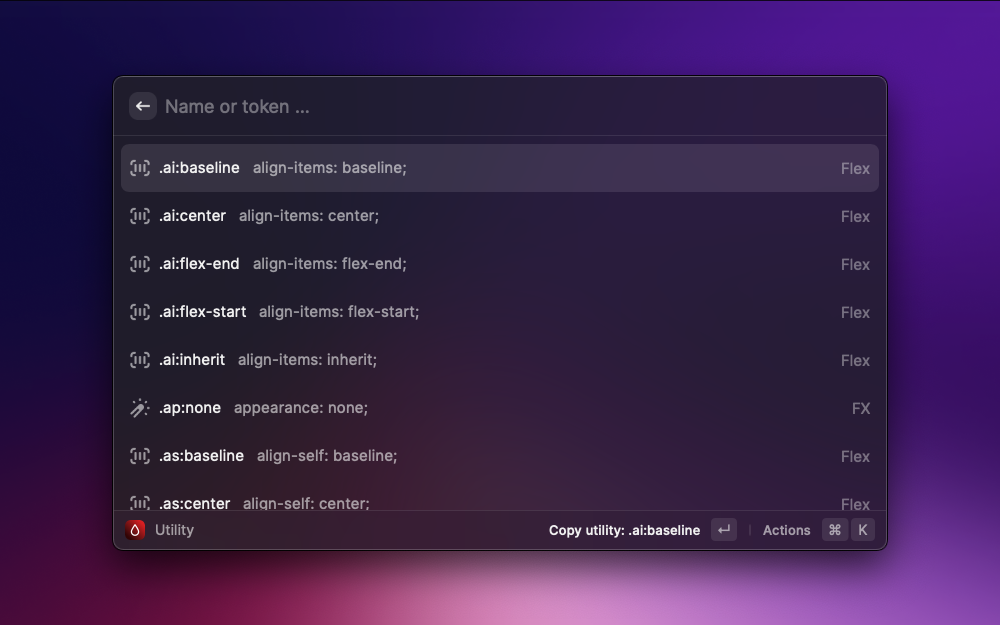 Name or token ...
.ai:baseline align-items: baseline; Flex
.ai:center align-items: center; Flex
.ai:flex-end align-items: flex-end; Flex
.ai:flex-start align-items: flex-start; Flex
.ai:inherit align-items: inherit; Flex
.ap:none appearance: none; FX
.as:baseline align-self: baseline; Flex
.as:center align-self: center; Flex
Utility Copy utility: .ai:baseline ↵ Actions ⌘ K